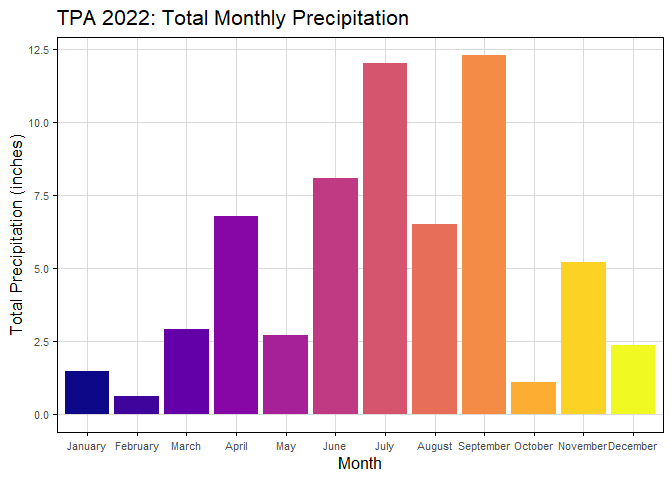 TPA 2022: Total Monthly Precipitation
12.5
10.0
7.5
5.0
2.5
0.0
Total Precipitation (inches)
January February March April May June July August September October November December
Month